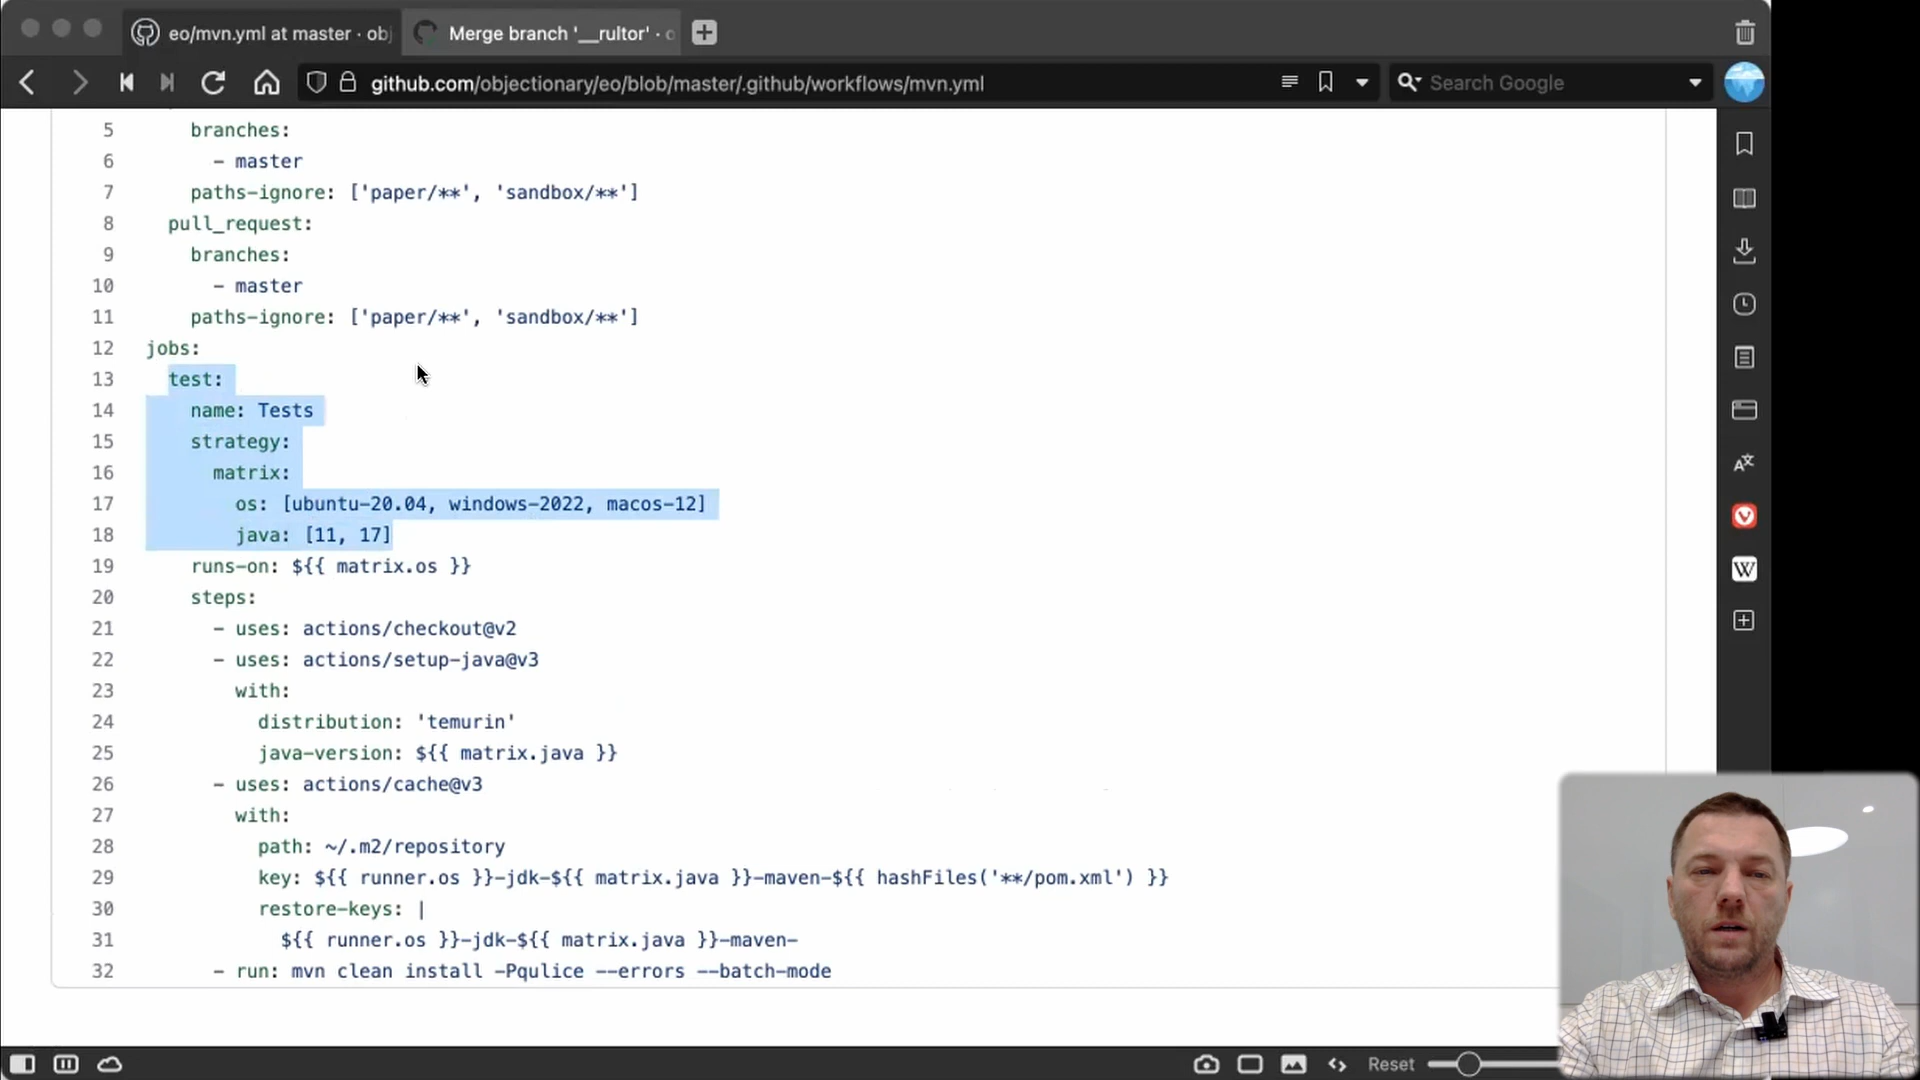 eo/mvn.yml at master · obj
Merge branch '__rultor' · o
github.com/objectionary/eo/blob/master/.github/workflows/mvn.yml
Search Google
5 branches:
6 - master
7 paths-ignore: ['paper/**', 'sandbox/**']
8 pull_request:
9 branches:
10 - master
11 paths-ignore: ['paper/**', 'sandbox/**']
12 jobs:
13 test:
14 name: Tests
15 strategy:
16 matrix:
17 os: [ubuntu-20.04, windows-2022, macos-12]
18 java: [11, 17]
19 runs-on: ${{ matrix.os }}
20 steps:
21 - uses: actions/checkout@v2
22 - uses: actions/setup-java@v3
23 with:
24 distribution: 'temurin'
25 java-version: ${{ matrix.java }}
26 - uses: actions/cache@v3
27 with:
28 path: ~/.m2/repository
29 key: ${{ runner.os }}-jdk-${{ matrix.java }}-maven-${{ hashFiles('**/pom.xml') }}
30 restore-keys: |
31 ${{ runner.os }}-jdk-${{ matrix.java }}-maven-
32 - run: mvn clean install -Pqulice --errors --batch-mode
W
Reset